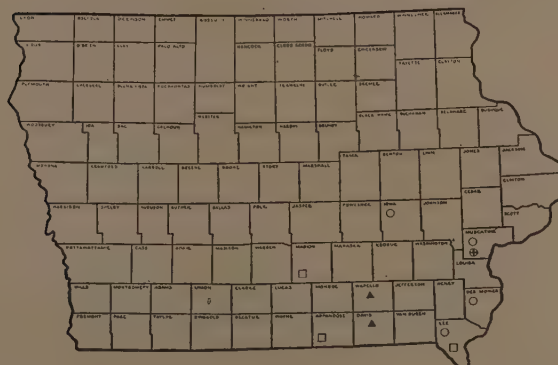 LYON OSCEOLA DICKINSON EMMET KOSSUTH WINNEBAGO WORTH MITCHELL HOWARD WINNESHIEK ALLAMAKEE
SIOUX O'BRIEN CLAY PALO ALTO HANCOCK CERRO GORDO FLOYD CHICKASAW
FAYETTE CLAYTON
PLYMOUTH CHEROKEE BUENA VISTA POCAHONTAS HUMBOLDT WRIGHT FRANKLIN BUTLER BREMER
WEBSTER
WOODBURY IDA SAC CALHOUN HAMILTON HARDIN GRUNDY BLACK HAWK BUCHANAN DELAWARE DUBUQUE
MONONA CRAWFORD CARROLL GREENE BOONE STORY MARSHALL TAMA BENTON LINN JONES JACKSON
CLINTON
CEDAR
HARRISON SHELBY AUDUBON GUTHRIE DALLAS POLK JASPER POWESHIEK IOWA JOHNSON
SCOTT
MUSCATINE
POTTAWATTAMIE CASS ADAIR MADISON WARREN MARION MAHASKA KEOKUK WASHINGTON
LOUISA
MILLS MONTGOMERY ADAMS UNION CLARKE LUCAS MONROE WAPELLO JEFFERSON HENRY DES MOINES
FREMONT PAGE TAYLOR RINGGOLD DECATUR WAYNE APPANOOSE DAVIS VAN BUREN LEE